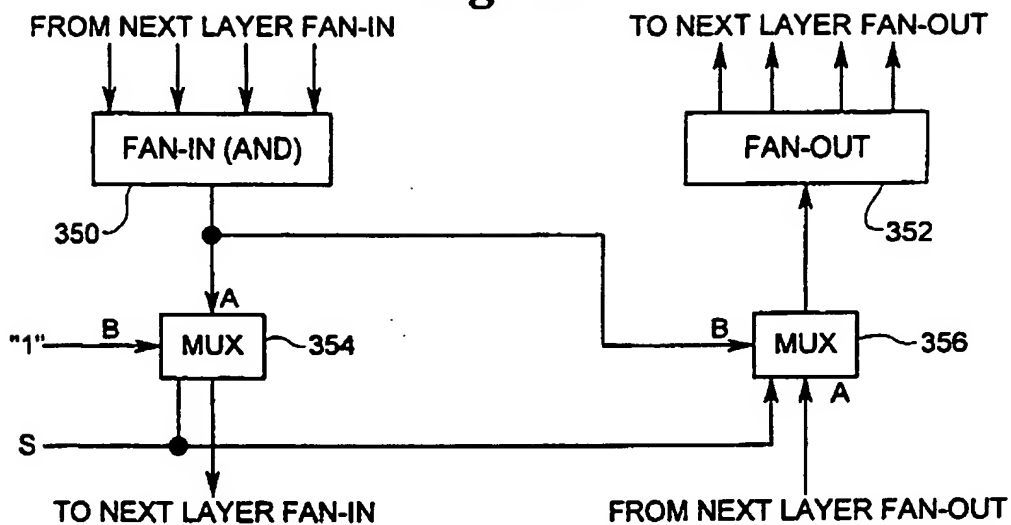 FROM NEXT LAYER FAN-IN
TO NEXT LAYER FAN-OUT
FAN-IN (AND)
FAN-OUT
350
352
A
"1"
B
MUX
354
B
MUX
356
A
S
TO NEXT LAYER FAN-IN
FROM NEXT LAYER FAN-OUT